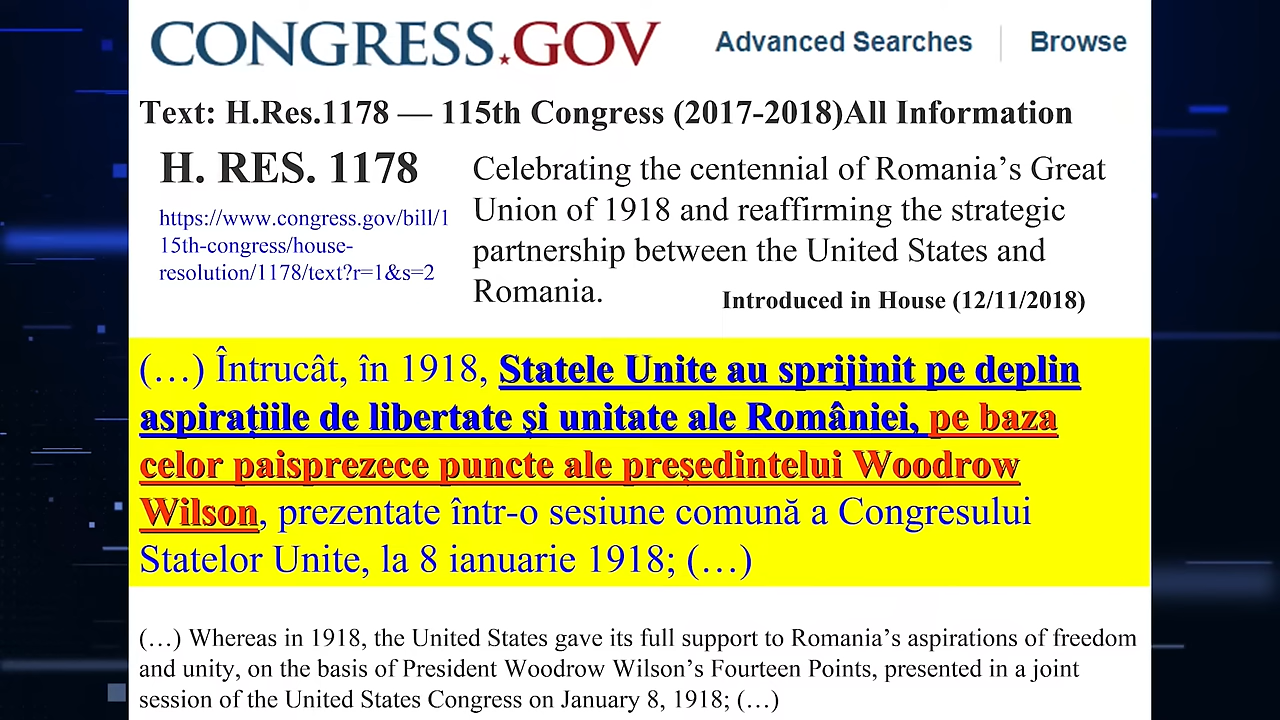 CONGRESS.GOV
Advanced Searches | Browse
Text: H.Res.1178 — 115th Congress (2017-2018)All Information
H. RES. 1178
https://www.congress.gov/bill/1
15th-congress/house-
resolution/1178/text?r=1&s=2
Celebrating the centennial of Romania’s Great
Union of 1918 and reaffirming the strategic
partnership between the United States and
Romania.
Introduced in House (12/11/2018)
(…) Întrucât, în 1918, Statele Unite au sprijinit pe deplin
aspirațiile de libertate și unitate ale României, pe baza
celor paisprezece puncte ale președintelui Woodrow
Wilson, prezentate într-o sesiune comună a Congresului
Statelor Unite, la 8 ianuarie 1918; (…)
(…) Whereas in 1918, the United States gave its full support to Romania’s aspirations of freedom
and unity, on the basis of President Woodrow Wilson’s Fourteen Points, presented in a joint
session of the United States Congress on January 8, 1918; (…)